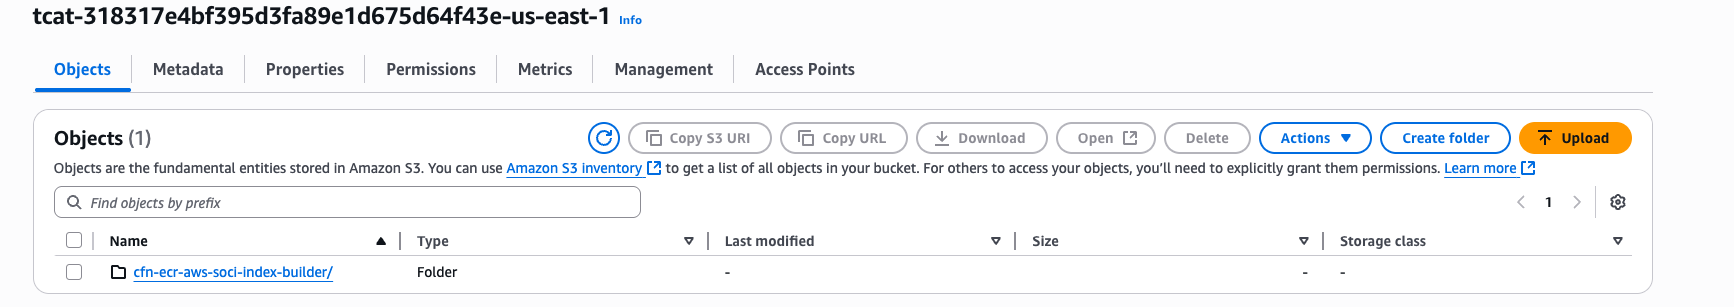 tcat-318317e4bf395d3fa89e1d675d64f43e-us-east-1 Info
Objects Metadata Properties Permissions Metrics Management Access Points
Objects (1) Copy S3 URI Copy URL Download Open Delete Actions Create folder Upload
Objects are the fundamental entities stored in Amazon S3. You can use Amazon S3 inventory to get a list of all objects in your bucket. For others to access your objects, you’ll need to explicitly grant them permissions. Learn more
Find objects by prefix 1
Name Type Last modified Size Storage class
cfn-ecr-aws-soci-index-builder/ Folder - - -